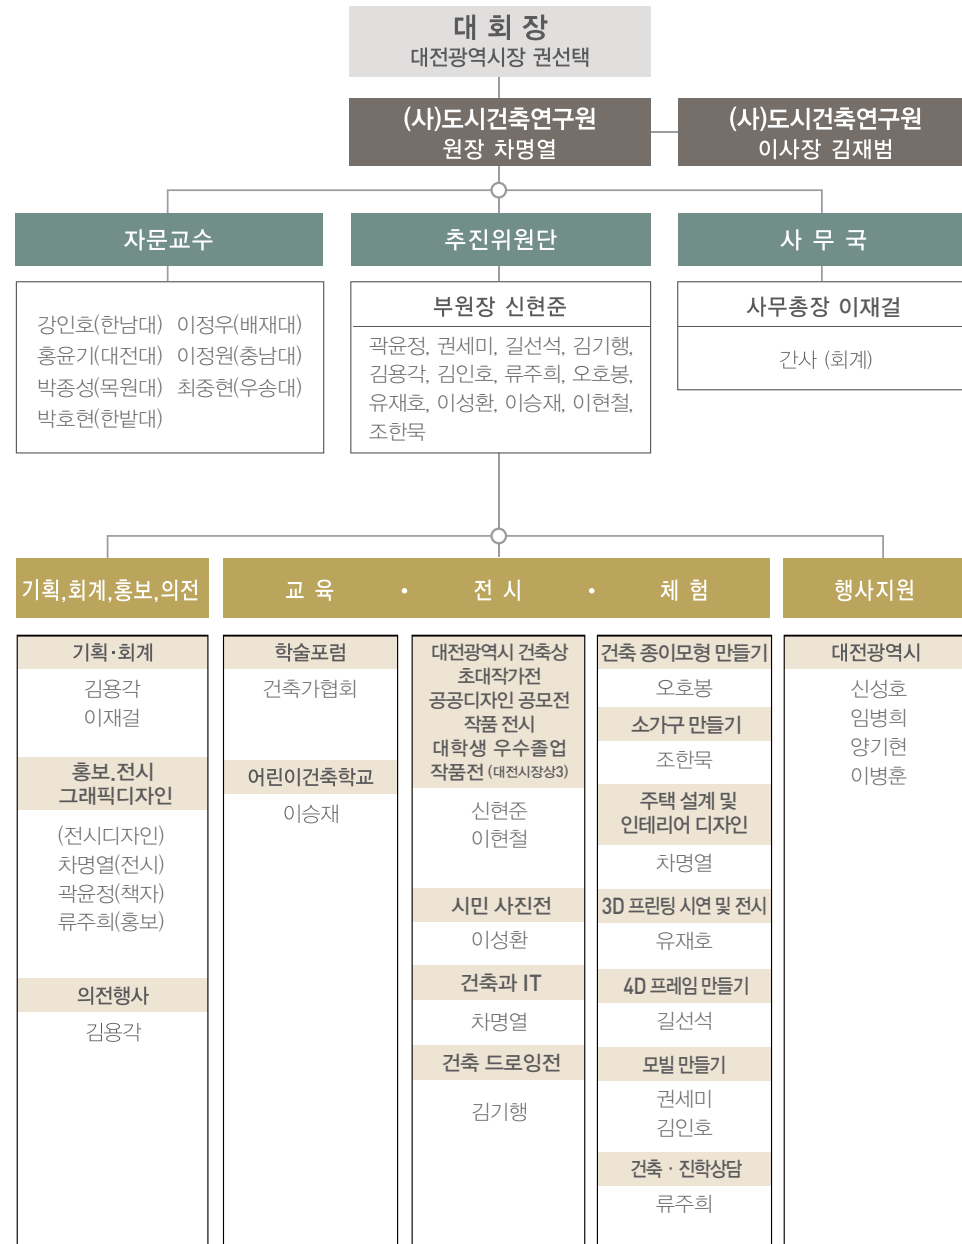 대 회 장
대전광역시장 권선택
(사)도시건축연구원
원장 차명열
(사)도시건축연구원
이사장 김재범
자문교수
강인호(한남대) 이정우(배재대)
홍윤기(대전대) 이정원(충남대)
박종성(목원대) 최중현(우송대)
박호현(한밭대)
추진위원단
부원장 신현준
곽윤정, 권세미, 길선석, 김기행,
김용각, 김인호, 류주희, 오호봉,
유재호, 이성환, 이승재, 이현철,
조한묵
사 무 국
사무총장 이재걸
간사 (회계)
기획,회계,홍보,의전
기획·회계
김용각
이재걸
홍보.전시
그래픽디자인
(전시디자인)
차명열(전시)
곽윤정(책자)
류주희(홍보)
의전행사
김용각
교 육 · 전 시 · 체 험
학술포럼
건축가협회
어린이건축학교
이승재
대전광역시 건축상
초대작가전
공공디자인 공모전
작품 전시
대학생 우수졸업
작품전 (대전시장상3)
신현준
이현철
시민 사진전
이성환
건축과 IT
차명열
건축 드로잉전
김기행
건축 종이모형 만들기
오호봉
소가구 만들기
조한묵
주택 설계 및
인테리어 디자인
차명열
3D 프린팅 시연 및 전시
유재호
4D 프레임 만들기
길선석
모빌 만들기
권세미
김인호
건축 · 진학상담
류주희
행사지원
대전광역시
신성호
임병희
양기현
이병훈